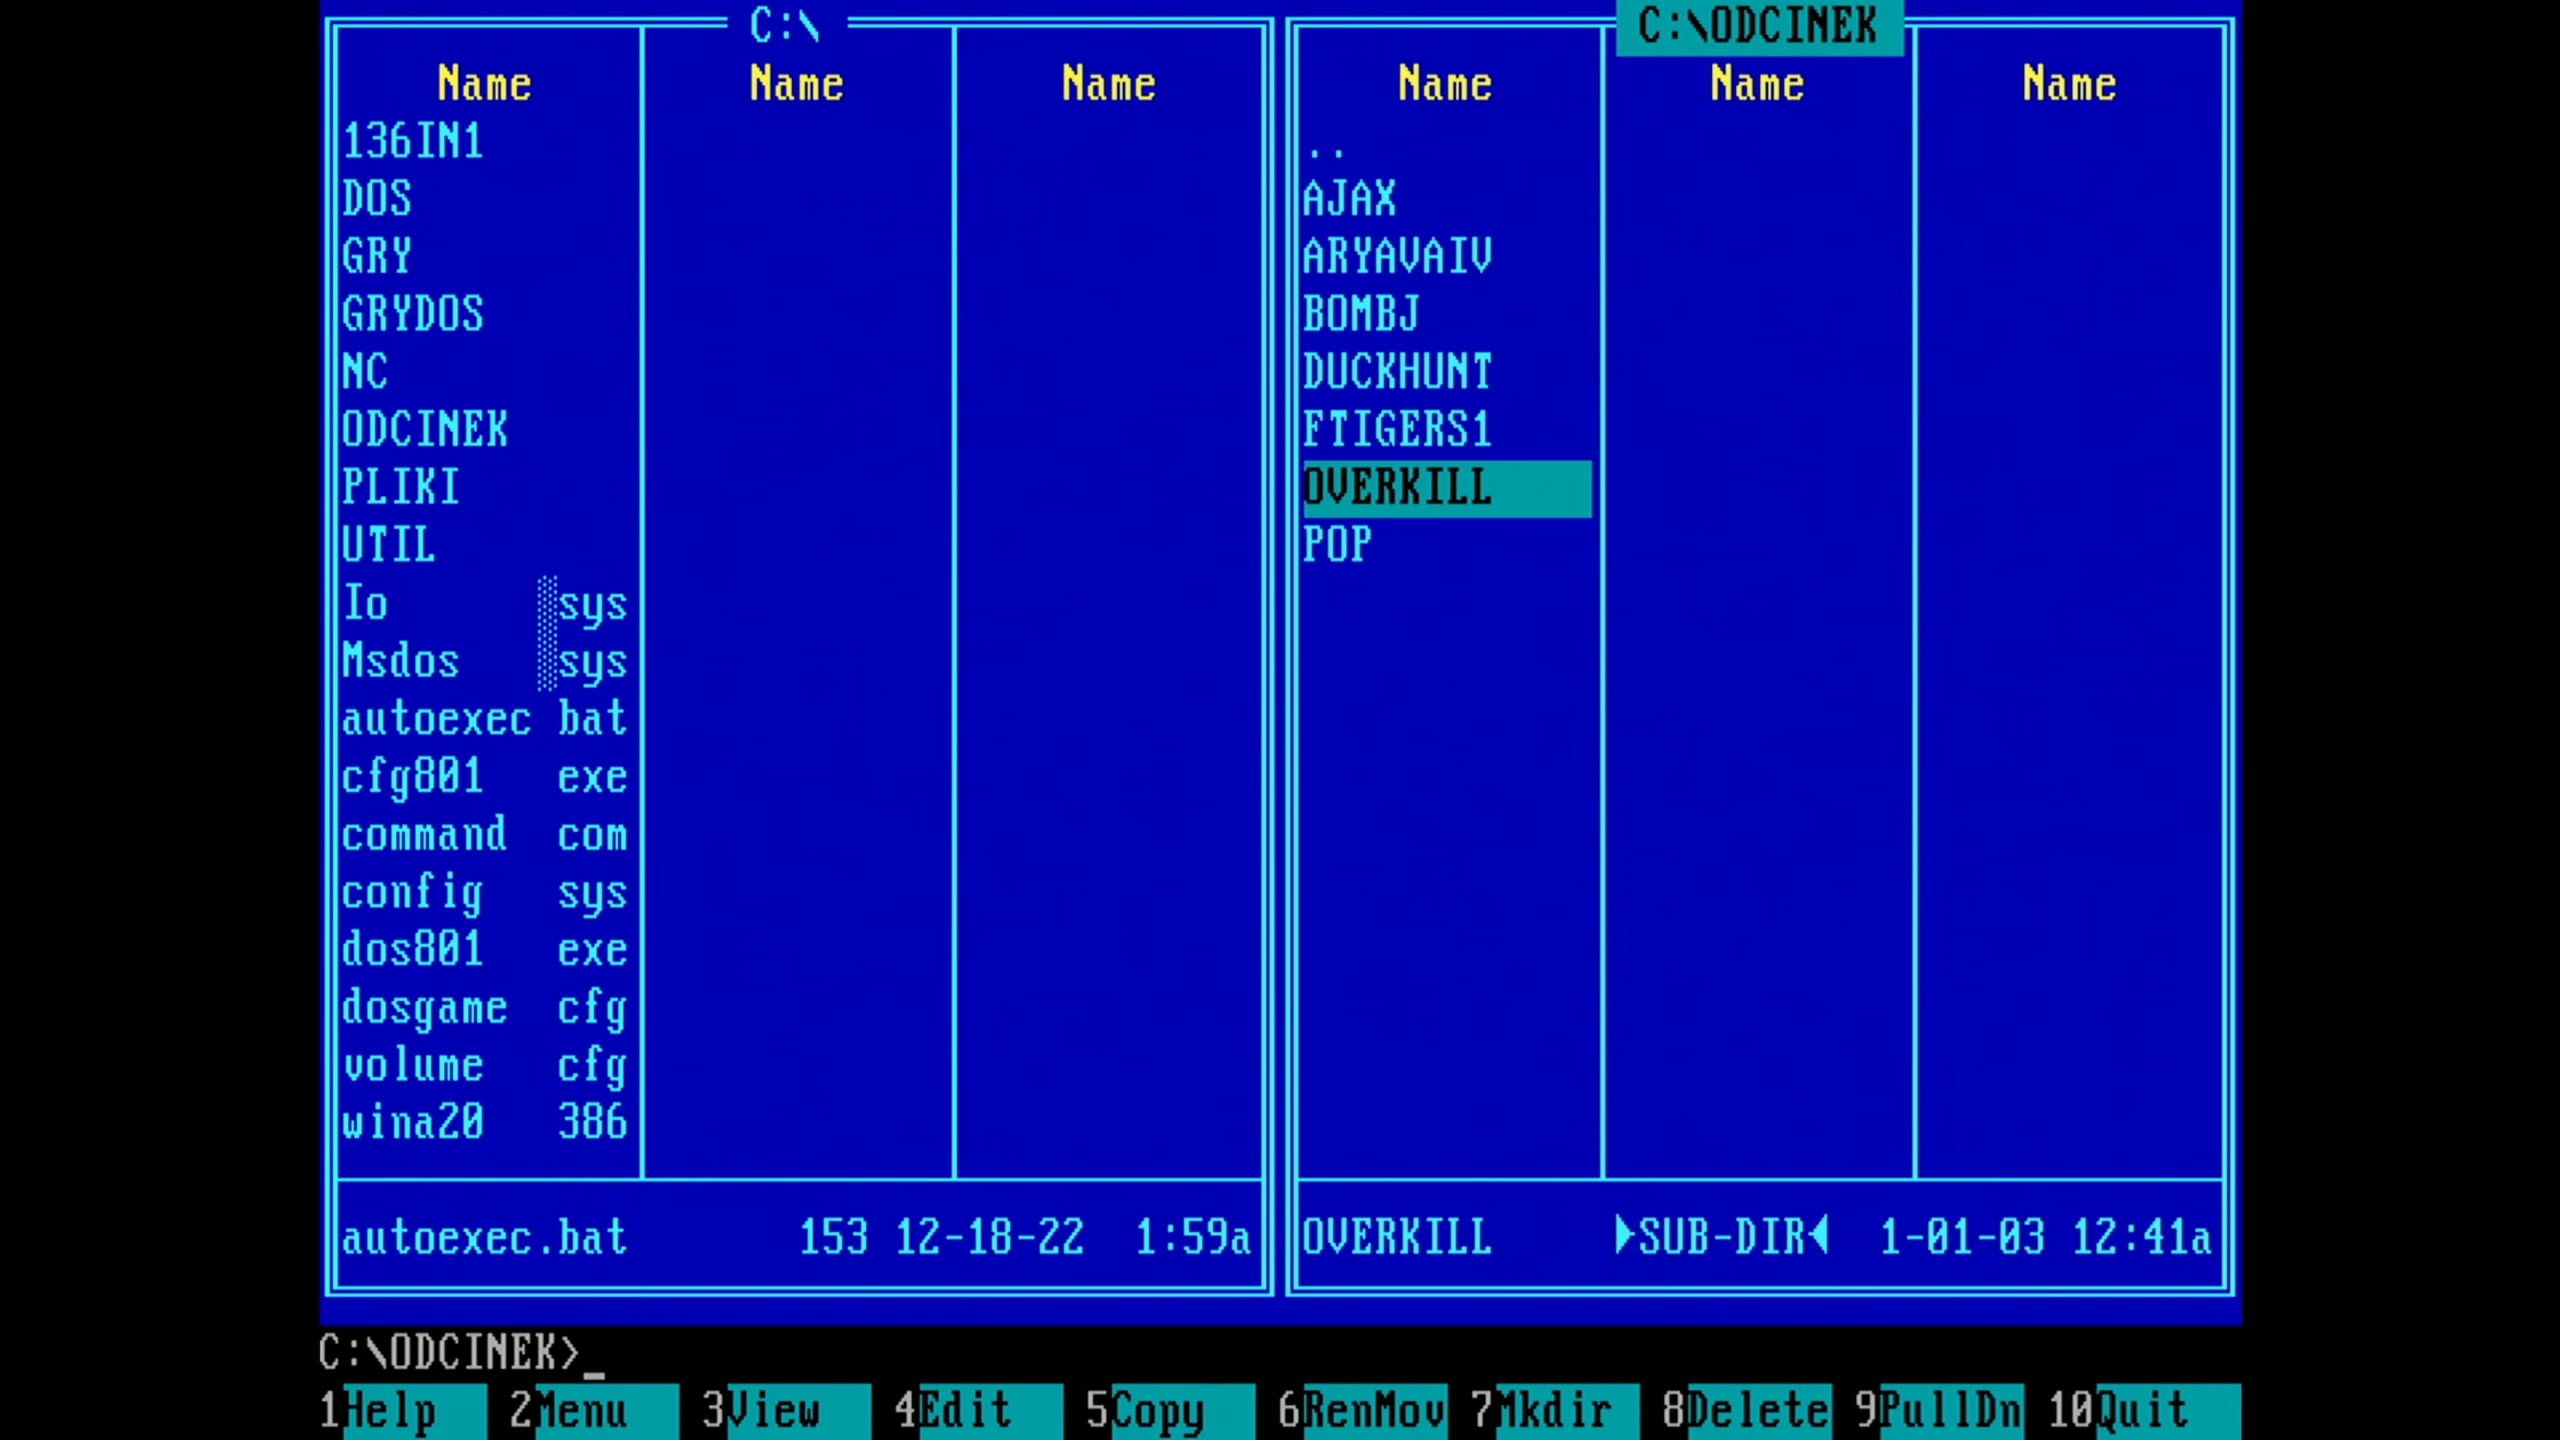 C:\
Name Name Name
136IN1
DOS
GRY
GRYDOS
NC
ODCINEK
PLIKI
UTIL
Io sys
Msdos sys
autoexec bat
cfg801 exe
command com
config sys
dos801 exe
dosgame cfg
volume cfg
wina20 386
autoexec.bat 153 12-18-22 1:59a
C:\ODCINEK
Name Name Name
..
AJAX
ARYAVAIV
BOMBJ
DUCKHUNT
FTIGERS1
OVERKILL
POP
OVERKILL ►SUB-DIR◄ 1-01-03 12:41a
C:\ODCINEK>_
1Help 2Menu 3View 4Edit 5Copy 6RenMov 7Mkdir 8Delete 9PullDn 10Quit